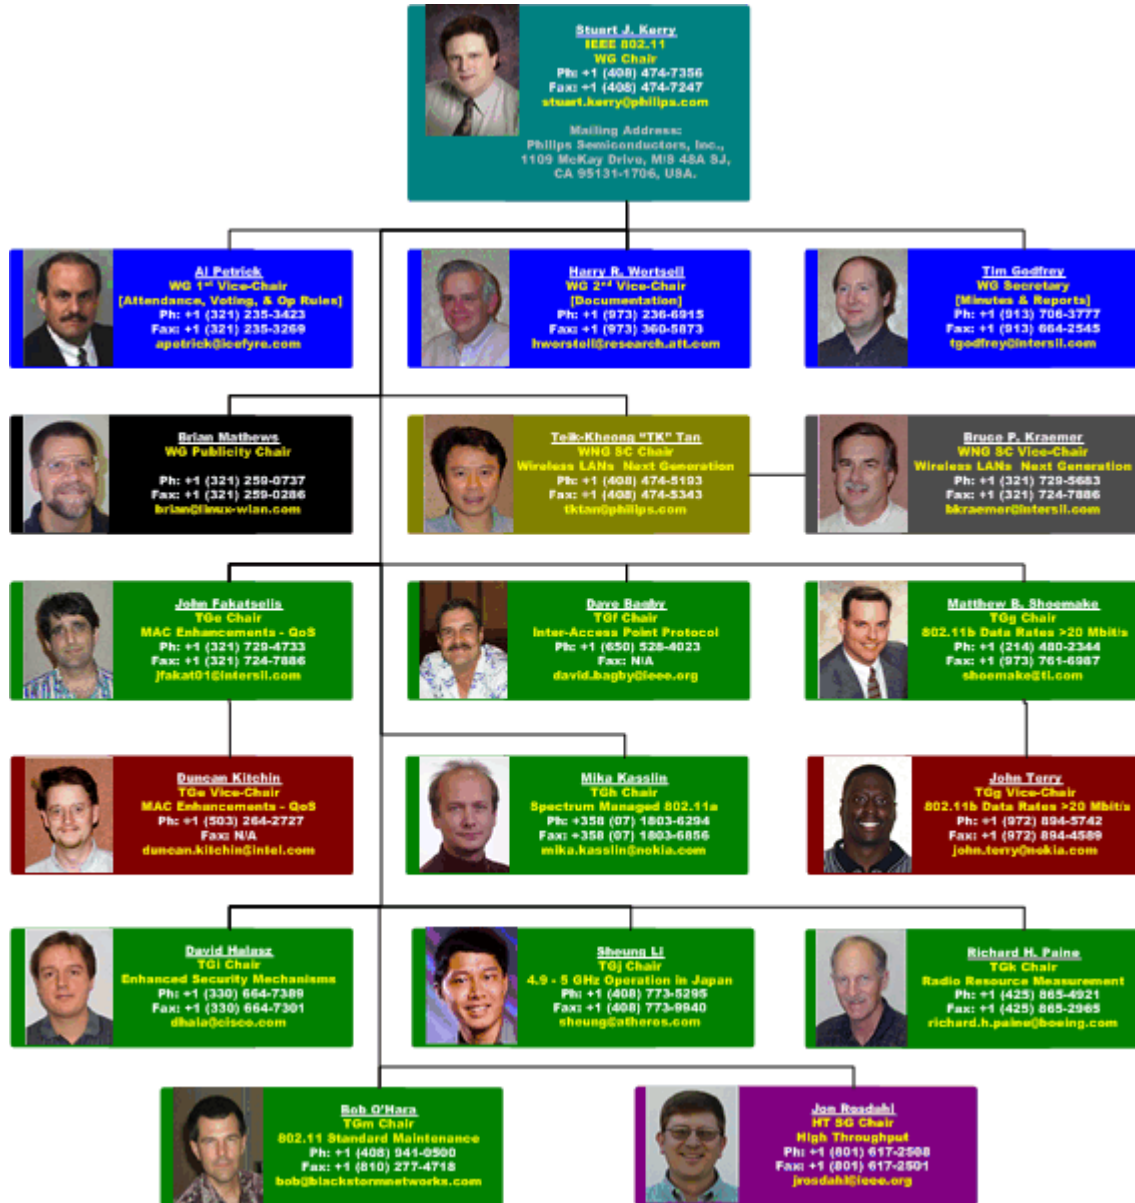 Stuart J. Kerry
IEEE 802.11
WG Chair
Ph: +1 (408) 474-7356
Fax: +1 (408) 474-7247
stuart.kerry@philips.com
Mailing Address:
Philips Semiconductors, Inc.,
1109 McKay Drive, M/S 48A SJ,
CA 95131-1706, USA.
Al Petrick
WG 1st Vice-Chair
[Attendance, Voting, & Op Rules]
Ph: +1 (321) 235-3423
Fax: +1 (321) 235-3269
apetrick@icefyre.com
Harry R. Wortsell
WG 2nd Vice-Chair
[Documentation]
Ph: +1 (973) 236-6915
Fax: +1 (973) 360-5873
hworstell@research.att.com
Tim Godfrey
WG Secretary
[Minutes & Reports]
Ph: +1 (913) 706-3777
Fax: +1 (913) 664-2545
tgodfrey@intersil.com
Brian Mathews
WG Publicity Chair
Ph: +1 (321) 259-0737
Fax: +1 (321) 259-0286
brian@linux-wlan.com
Teik-Kheong "TK" Tan
WNG SC Chair
Wireless LANs Next Generation
Ph: +1 (408) 474-5193
Fax: +1 (408) 474-5343
tktan@philips.com
Bruce P. Kraemer
WNG SC Vice-Chair
Wireless LANs Next Generation
Ph: +1 (321) 729-5683
Fax: +1 (321) 724-7886
bkraemer@intersil.com
John Fakatselis
TGe Chair
MAC Enhancements - QoS
Ph: +1 (321) 729-4733
Fax: +1 (321) 724-7886
jfakat01@intersil.com
Dave Bagby
TGf Chair
Inter-Access Point Protocol
Ph: +1 (650) 528-4023
Fax: N/A
david.bagby@ieee.org
Matthew B. Shoemake
TGg Chair
802.11b Data Rates >20 Mbit/s
Ph: +1 (214) 480-2344
Fax: +1 (973) 761-6987
shoemake@ti.com
Duncan Kitchin
TGe Vice-Chair
MAC Enhancements - QoS
Ph: +1 (503) 264-2727
Fax: N/A
duncan.kitchin@intel.com
Mika Kasslin
TGh Chair
Spectrum Managed 802.11a
Ph: +358 (07) 1803-6294
Fax: +358 (07) 1803-6856
mika.kasslin@nokia.com
John Terry
TGg Vice-Chair
802.11b Data Rates >20 Mbit/s
Ph: +1 (972) 894-5742
Fax: +1 (972) 894-4589
john.terry@nokia.com
David Halasz
TGi Chair
Enhanced Security Mechanisms
Ph: +1 (330) 664-7389
Fax: +1 (330) 664-7301
dhala@cisco.com
Sheung Li
TGj Chair
4.9 - 5 GHz Operation in Japan
Ph: +1 (408) 773-5295
Fax: +1 (408) 773-9940
sheung@atheros.com
Richard H. Paine
TGk Chair
Radio Resource Measurement
Ph: +1 (425) 865-4921
Fax: +1 (425) 865-2965
richard.h.paine@boeing.com
Bob O'Hara
TGm Chair
802.11 Standard Maintenance
Ph: +1 (408) 941-0500
Fax: +1 (810) 277-4718
bob@blackstormnetworks.com
Jon Rosdahl
HT SG Chair
High Throughput
Ph: +1 (801) 617-2508
Fax: +1 (801) 617-2501
jrosdahl@ieee.org